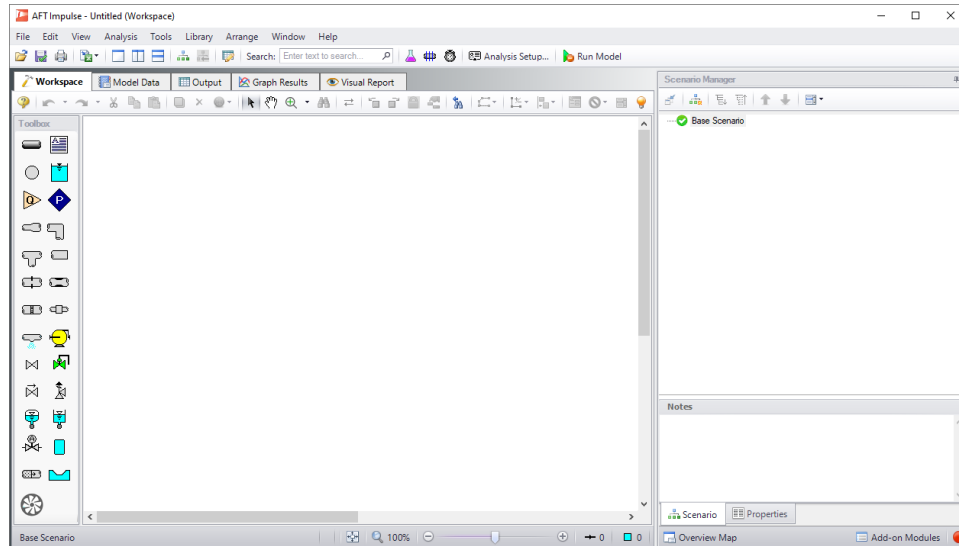 AFT Impulse - Untitled (Workspace)
File Edit View Analysis Tools Library Arrange Window Help
Search: Enter text to search... Analysis Setup... Run Model
Workspace Model Data Output Graph Results Visual Report
Scenario Manager
Toolbox
Base Scenario
Q P
Notes
Scenario Properties
Base Scenario 100% 0 0 Overview Map Add-on Modules